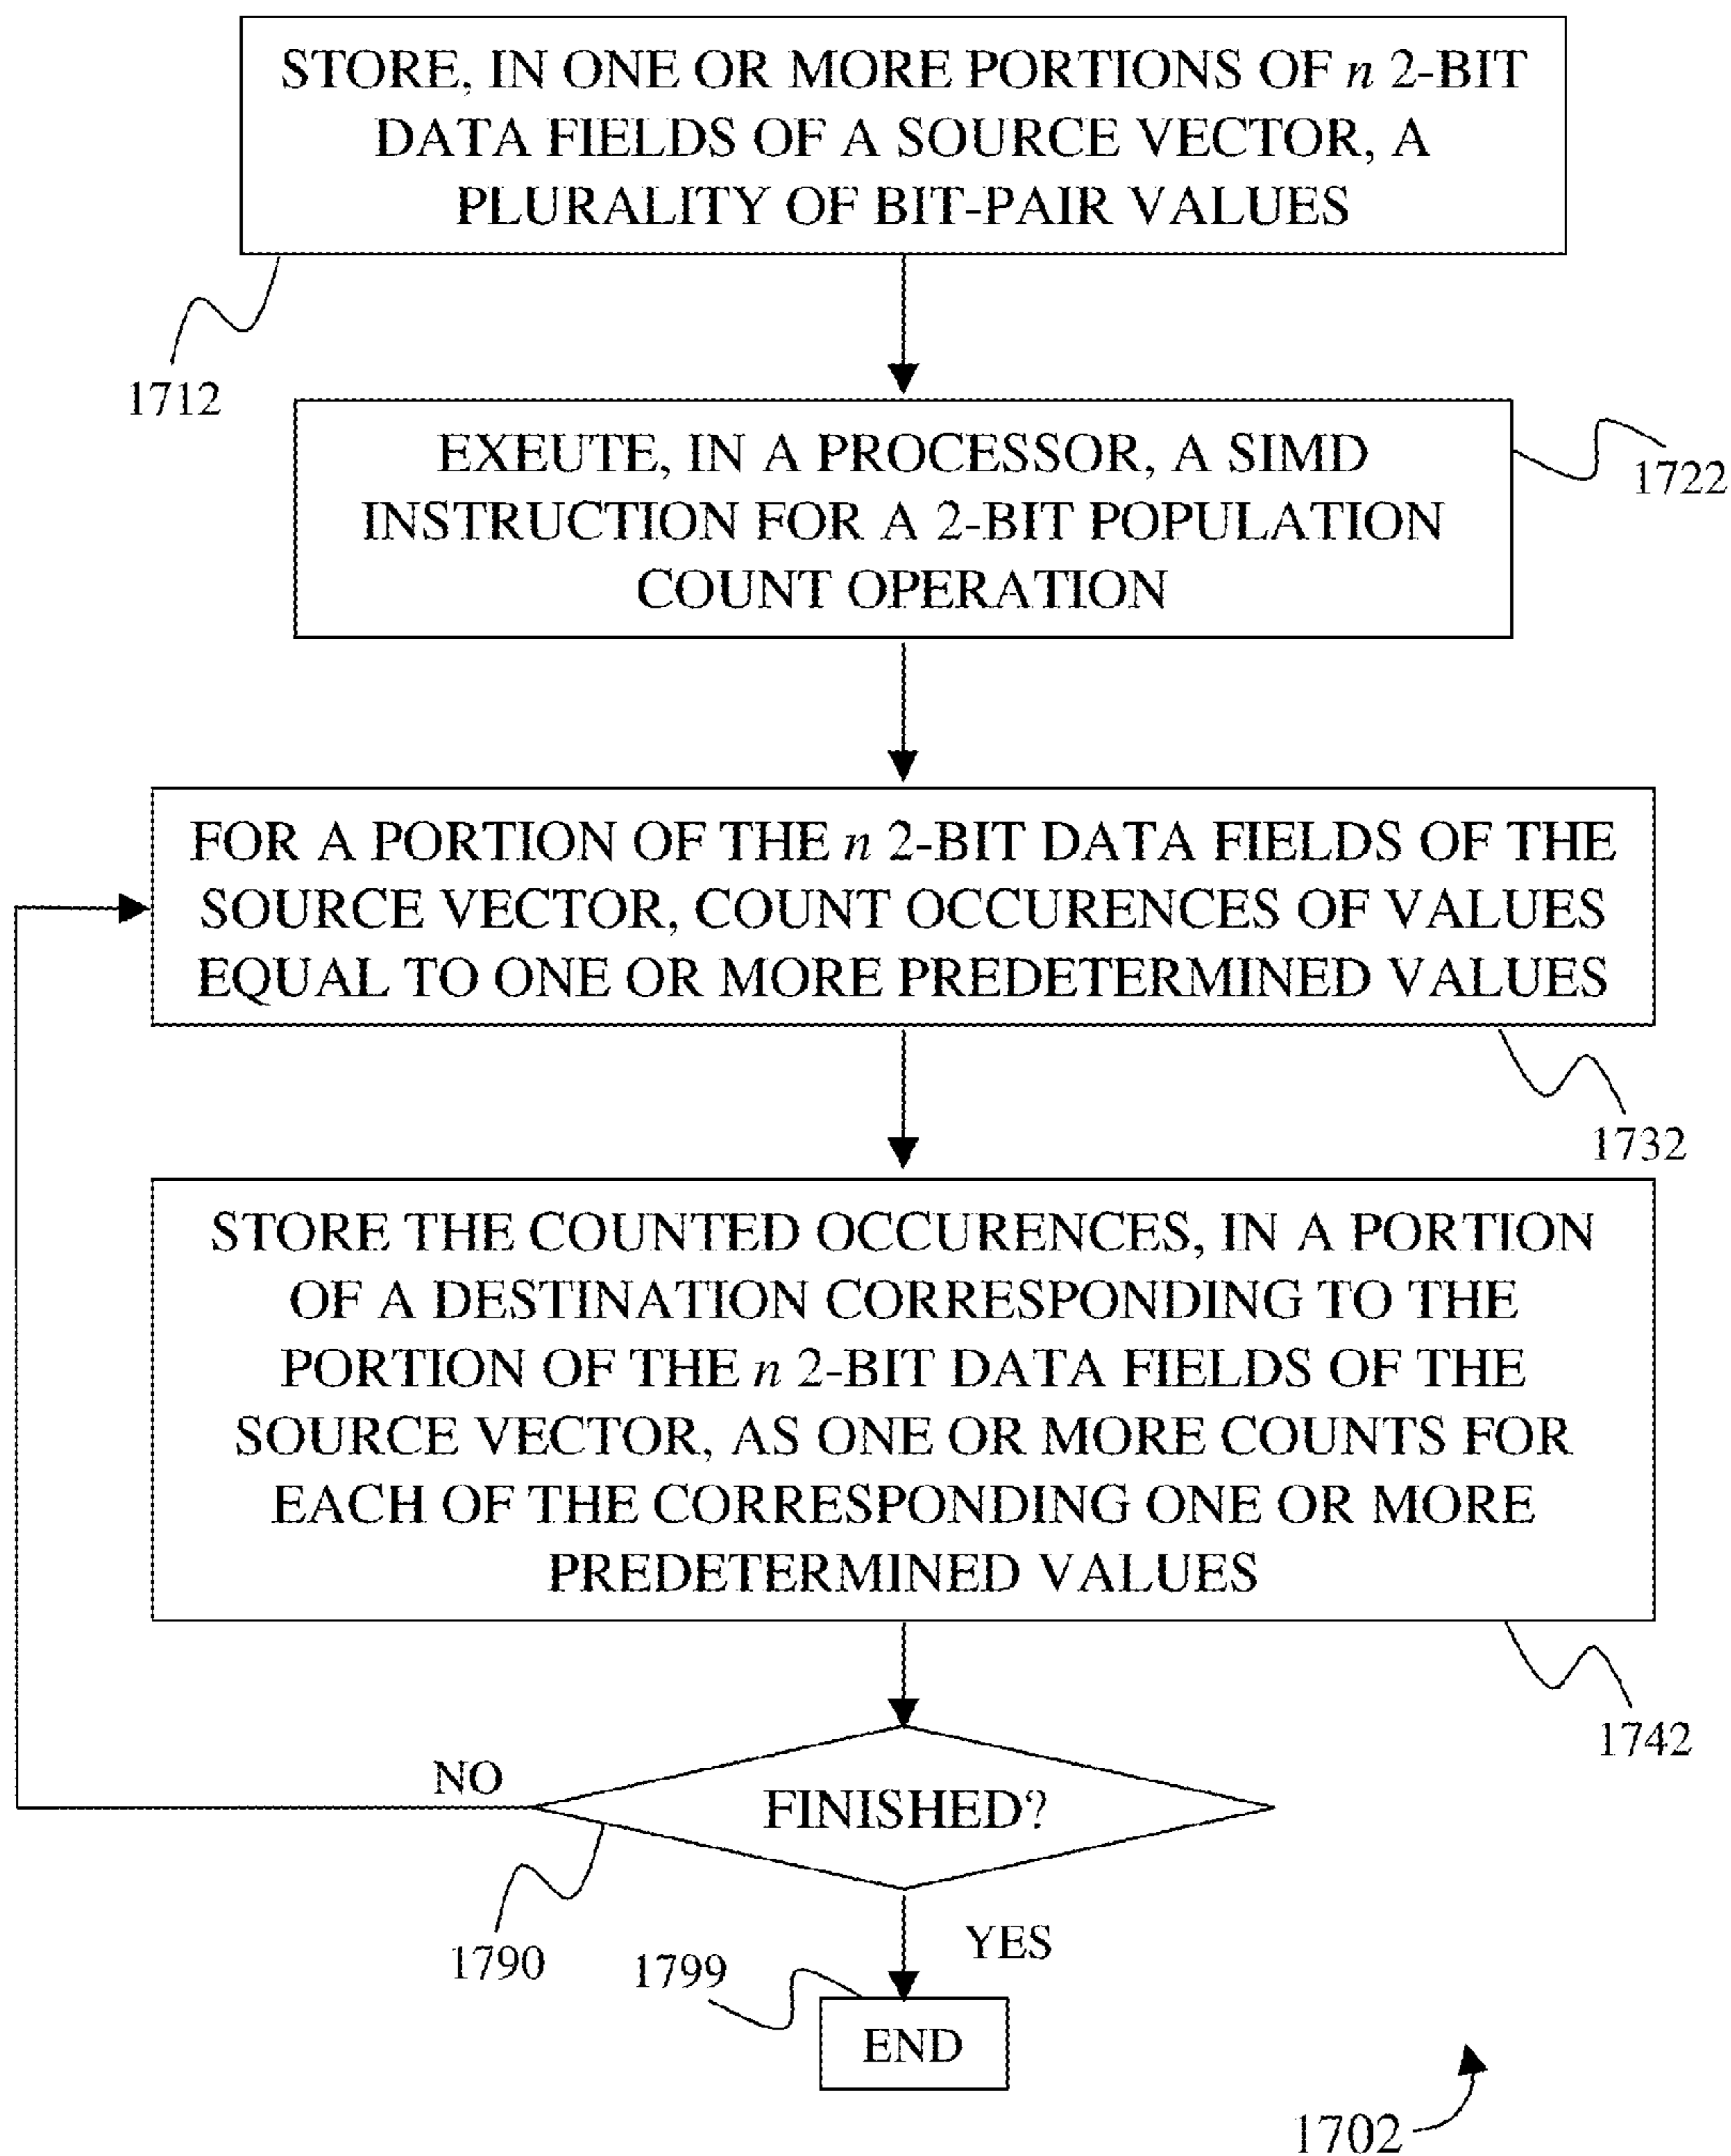 STORE, IN ONE OR MORE PORTIONS OF n 2-BIT
DATA FIELDS OF A SOURCE VECTOR, A
PLURALITY OF BIT-PAIR VALUES
1712
EXEUTE, IN A PROCESSOR, A SIMD
INSTRUCTION FOR A 2-BIT POPULATION
COUNT OPERATION
1722
FOR A PORTION OF THE n 2-BIT DATA FIELDS OF THE
SOURCE VECTOR, COUNT OCCURENCES OF VALUES
EQUAL TO ONE OR MORE PREDETERMINED VALUES
1732
STORE THE COUNTED OCCURENCES, IN A PORTION
OF A DESTINATION CORRESPONDING TO THE
PORTION OF THE n 2-BIT DATA FIELDS OF THE
SOURCE VECTOR, AS ONE OR MORE COUNTS FOR
EACH OF THE CORRESPONDING ONE OR MORE
PREDETERMINED VALUES
1742
NO
FINISHED?
1790
YES
1799
END
1702